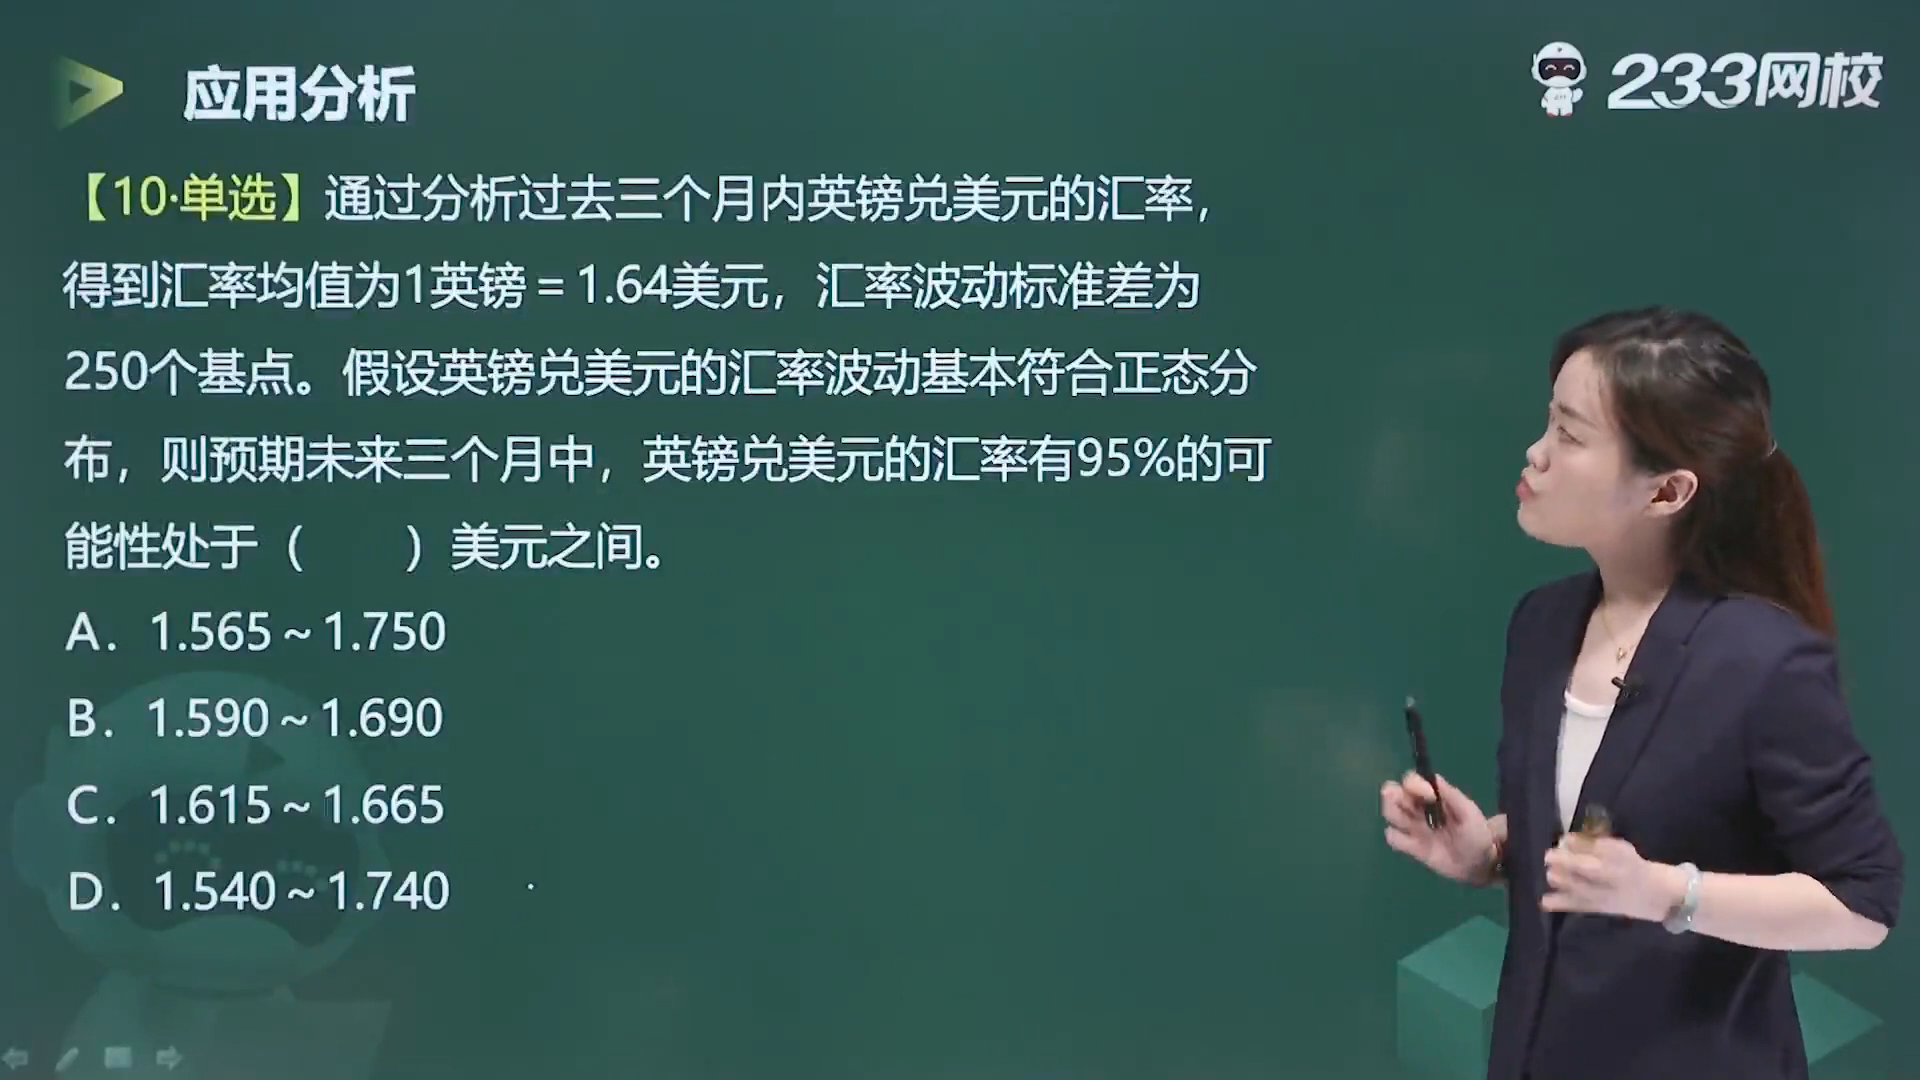 应用分析
233网校
【10·单选】通过分析过去三个月内英镑兑美元的汇率，
得到汇率均值为1英镑＝1.64美元，汇率波动标准差为
250个基点。假设英镑兑美元的汇率波动基本符合正态分
布，则预期未来三个月中，英镑兑美元的汇率有95%的可
能性处于（　　）美元之间。
A．1.565～1.750
B．1.590～1.690
C．1.615～1.665
D．1.540～1.740